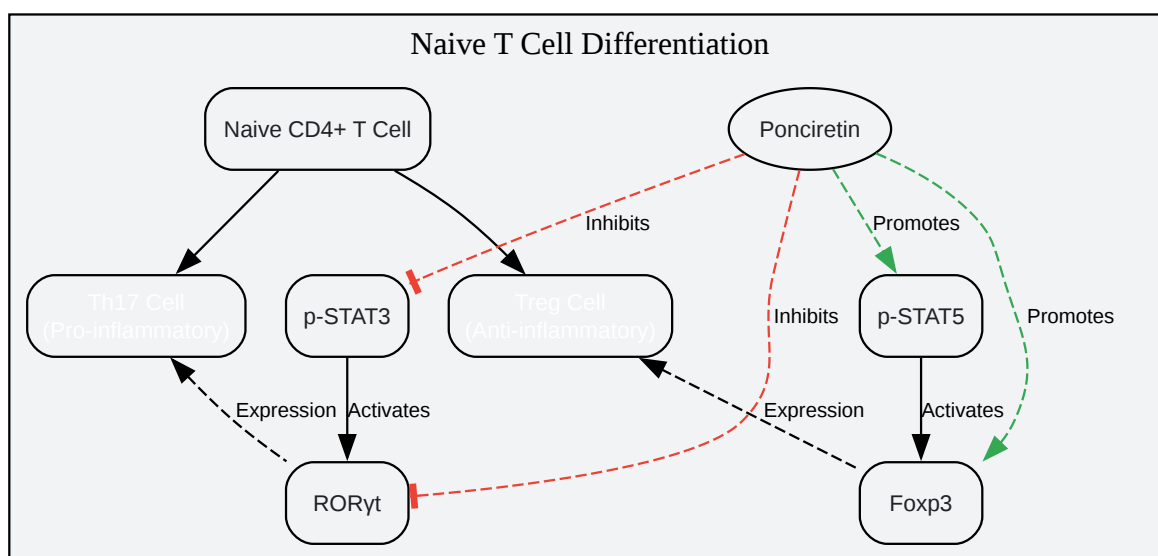 Naive T Cell Differentiation
Naive CD4+ T Cell
Ponciretin
Inhibits
Promotes
Th17 Cell
(Pro-inflammatory)
p-STAT3
Treg Cell
(Anti-inflammatory)
Inhibits
p-STAT5
Promotes
Expression
Activates
Expression
Activates
RORγt
Foxp3